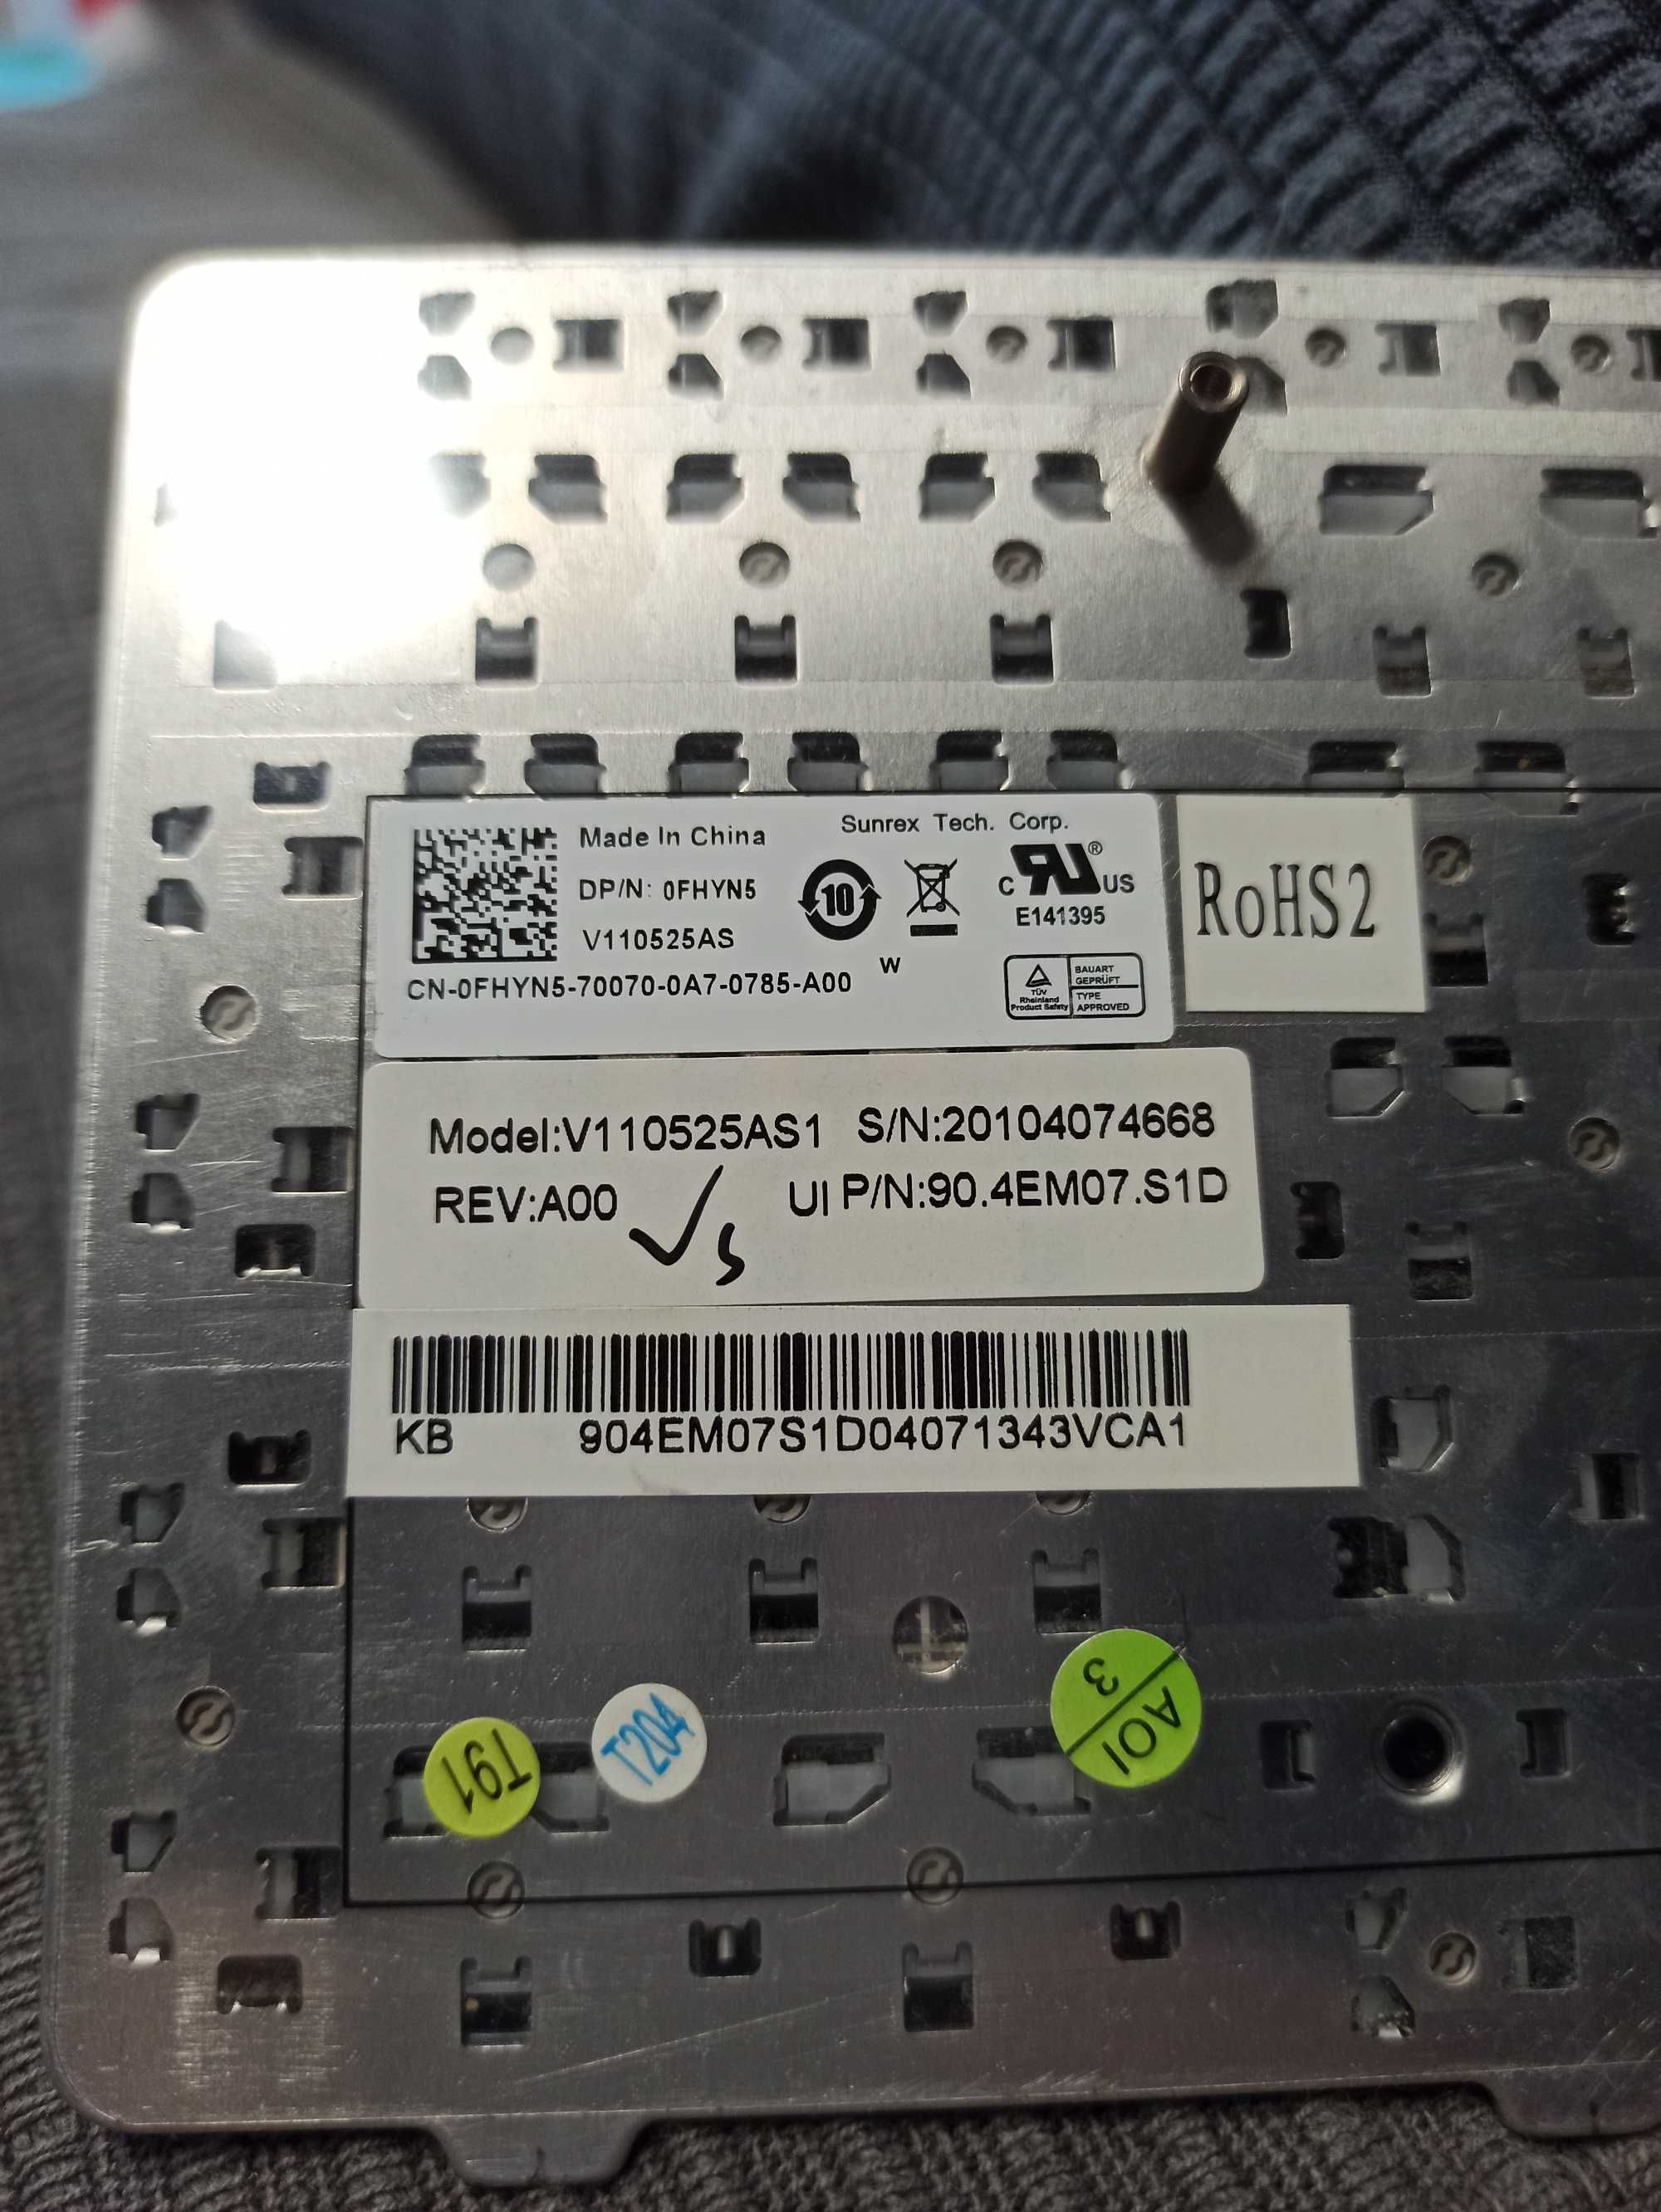 Made In China
Sunrex Tech. Corp.
DP/N: 0FHYN5
10
c RU® US
E141395
V110525AS
W
CN-0FHYN5-70070-0A7-0785-A00
TÜV
Rheinland
Product Safety
BAUART
GEPRÜFT
TYPE
APPROVED
RoHS2
Model:V110525AS1 S/N:20104074668
REV:A00 UI P/N:90.4EM07.S1D
KB 904EM07S1D04071343VCA1
T91
T204
AOI
3